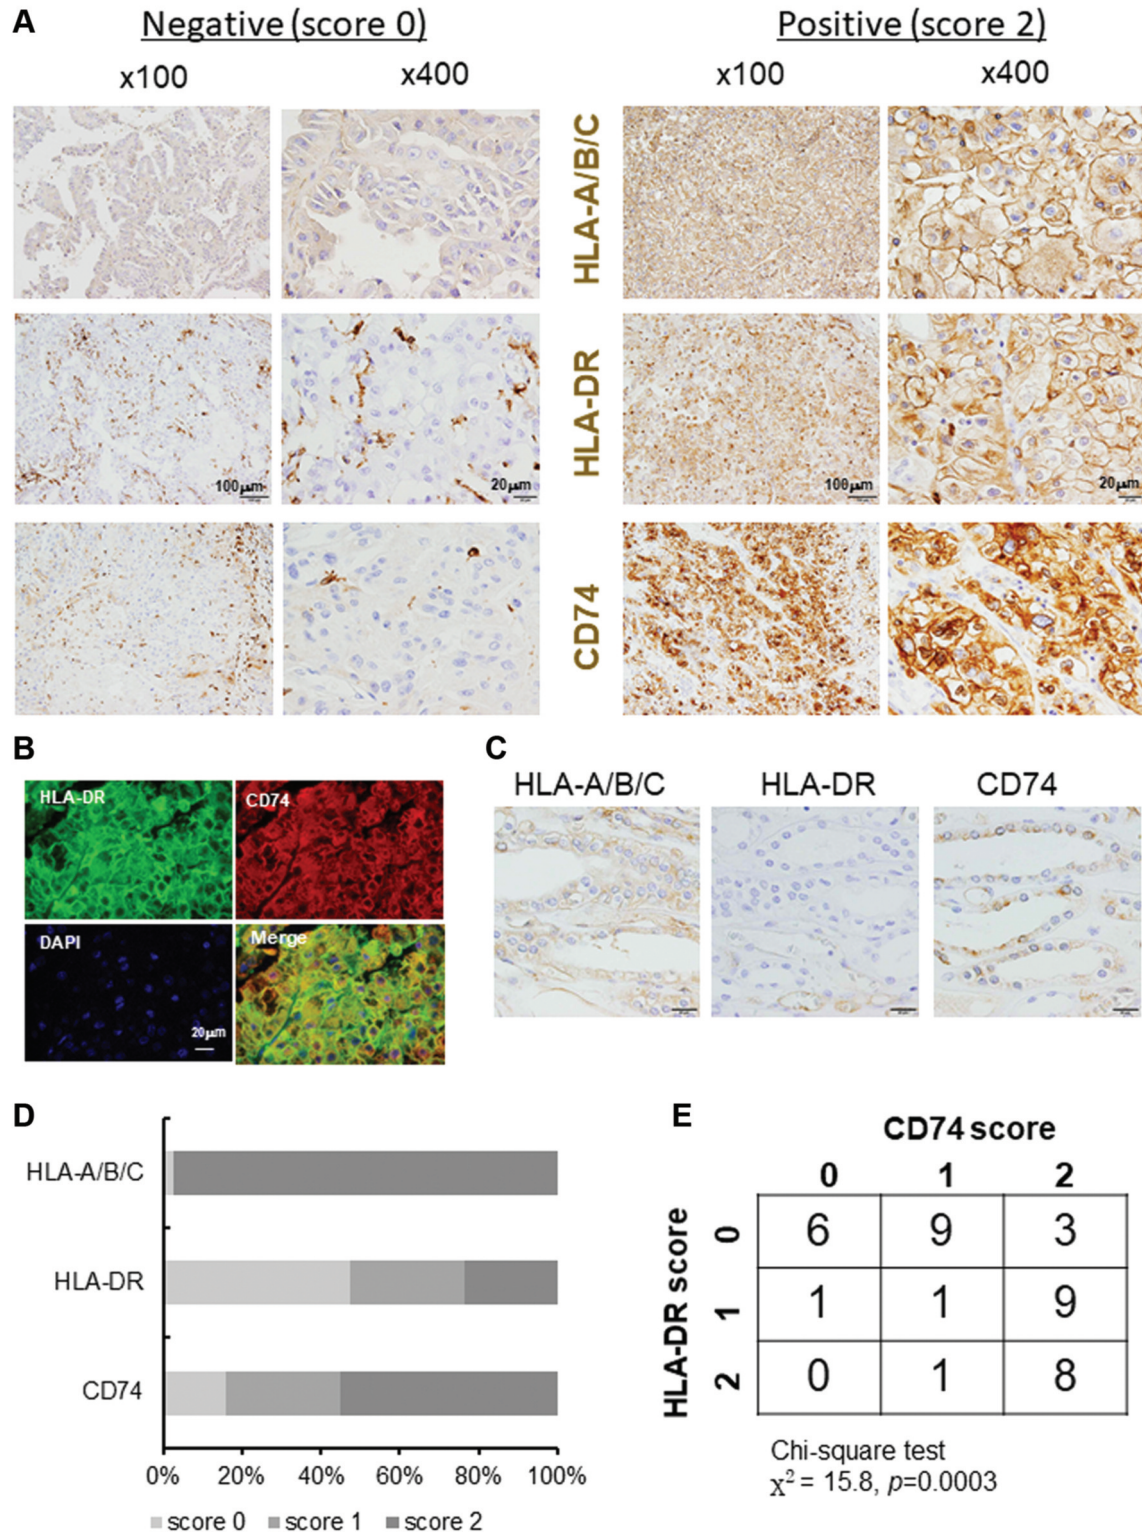 A
Negative (score 0)
Positive (score 2)
x100
x400
x100
x400
HLA-A/B/C
HLA-DR
100µm
20µm
100µm
20µm
CD74
B
C
HLA-DR
CD74
DAPI
Merge
20µm
HLA-A/B/C
HLA-DR
CD74
D
HLA-A/B/C
HLA-DR
CD74
0% 20% 40% 60% 80% 100%
score 0 score 1 score 2
E
CD74 score
0 1 2
HLA-DR score
0 6 9 3
1 1 1 9
2 0 1 8
Chi-square test
χ² = 15.8, p=0.0003